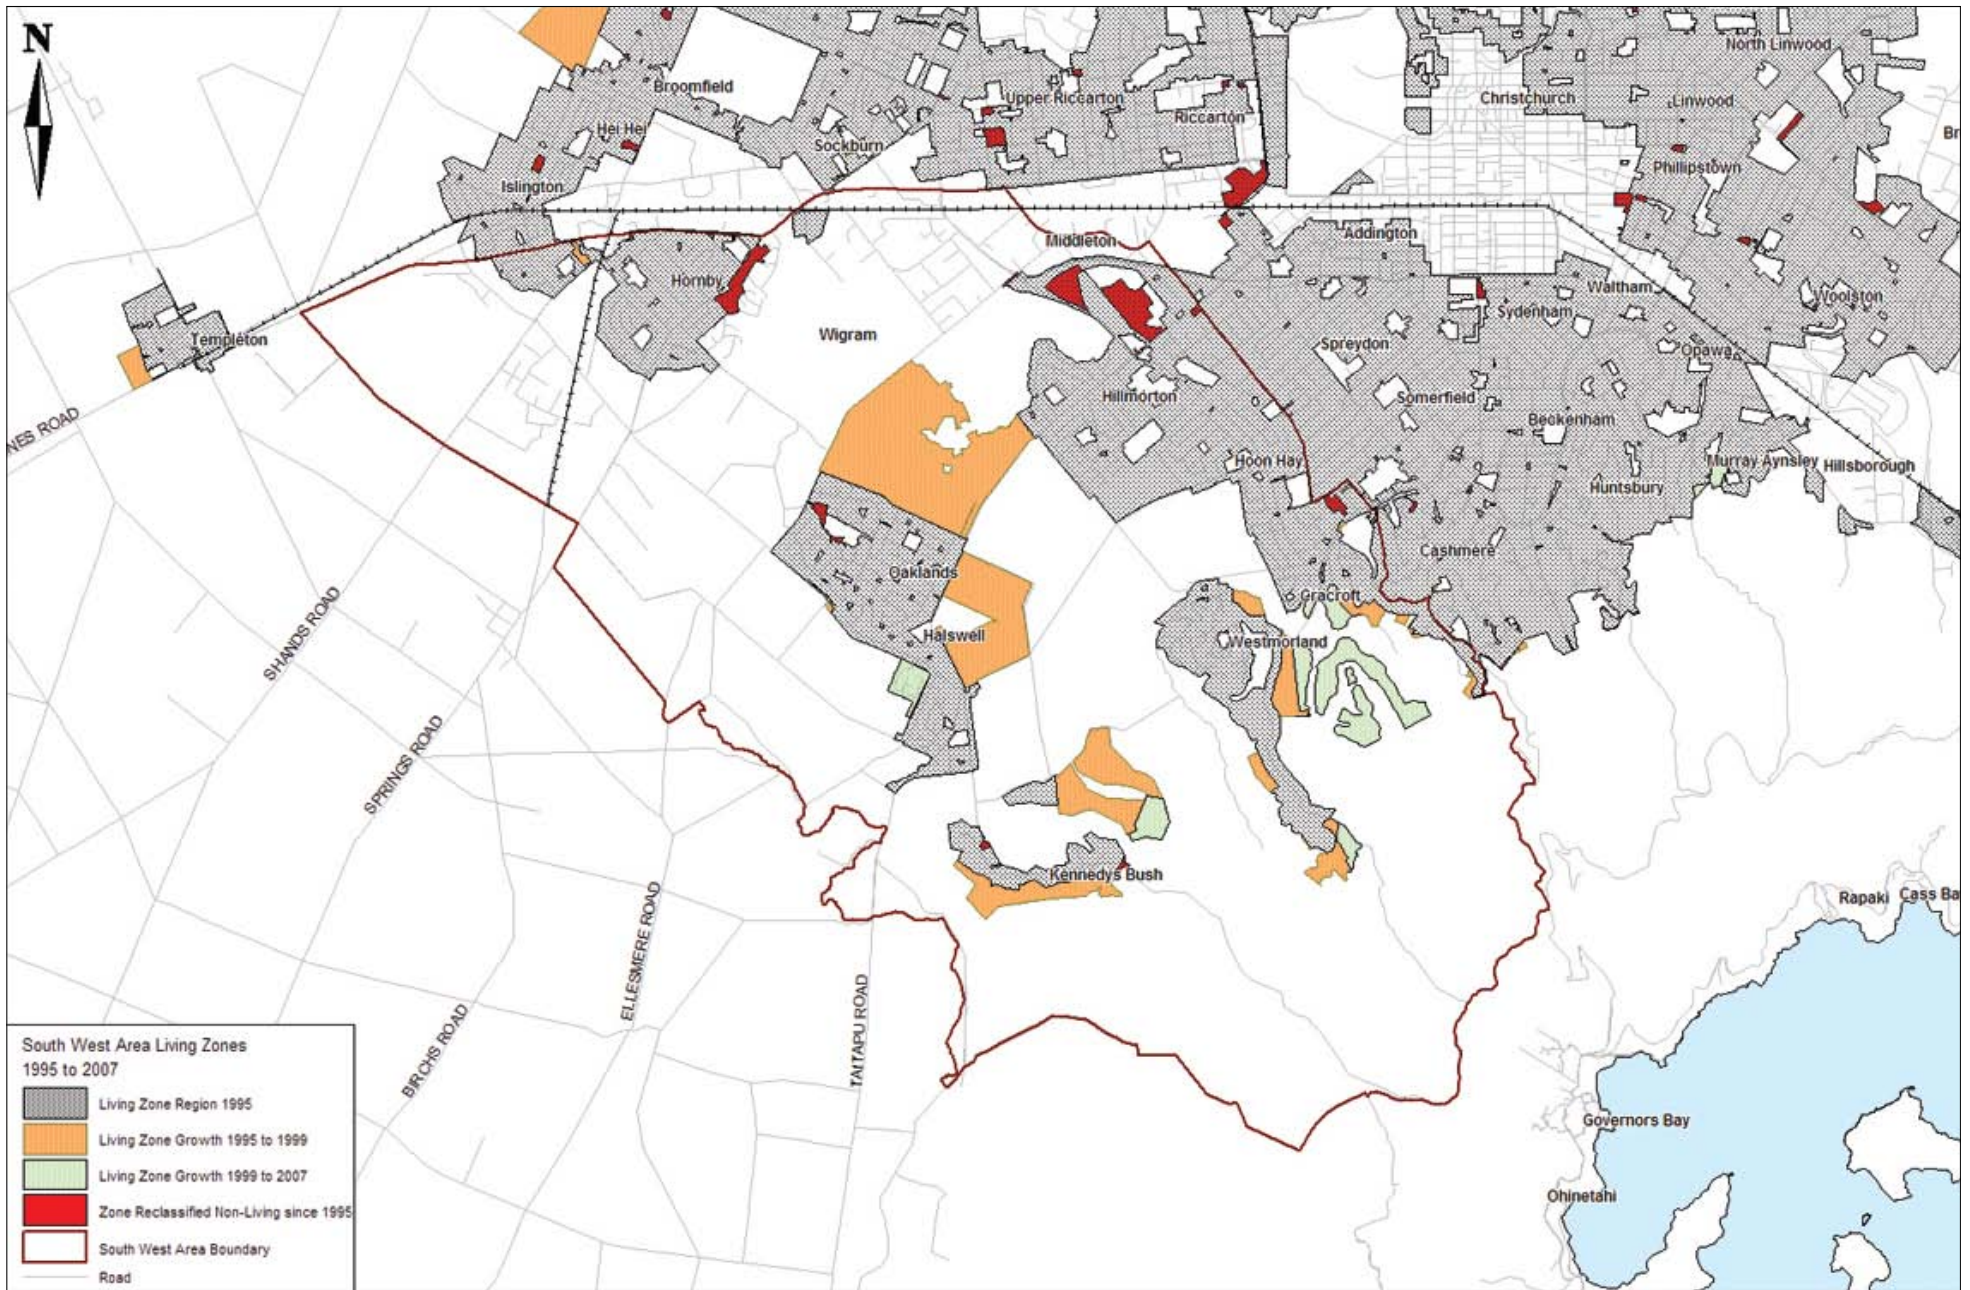 N
North Linwood
Broomfield
Upper Riccarton
Christchurch
Linwood
Riccarton
Hei Hei
Br
Sockburn
Phillipstown
Islington
Addington
Middleton
Hornby
Waltham
Woolston
Sydenham
Templeton
Wigram
Spreydon
Opawa
Hillmorton
Somerfield
Beckenham
NES ROAD
Hoon Hay
Murray Aynsley
Hillsborough
Huntsbury
Cashmere
Oaklands
Cracroft
SHANDS ROAD
Halswell
Westmorland
SPRINGS ROAD
Kennedys Bush
Rapaki
Cass Ba
ELLESMERE ROAD
TAITAPU ROAD
BIRCHS ROAD
Governors Bay
Ohinetahi
South West Area Living Zones
1995 to 2007
Living Zone Region 1995
Living Zone Growth 1995 to 1999
Living Zone Growth 1999 to 2007
Zone Reclassified Non-Living since 1995
South West Area Boundary
Road